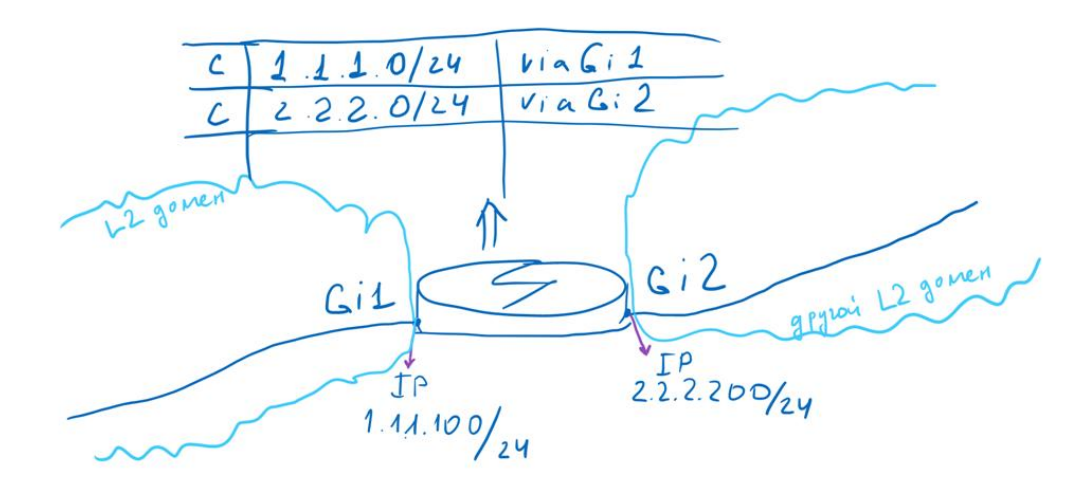 C 1.1.1.0/24 via Gi1
C 2.2.2.0/24 via Gi2
L2 домен
Gi1
Gi2
другой L2 домен
IP
1.1.1.100/24
IP
2.2.2.200/24